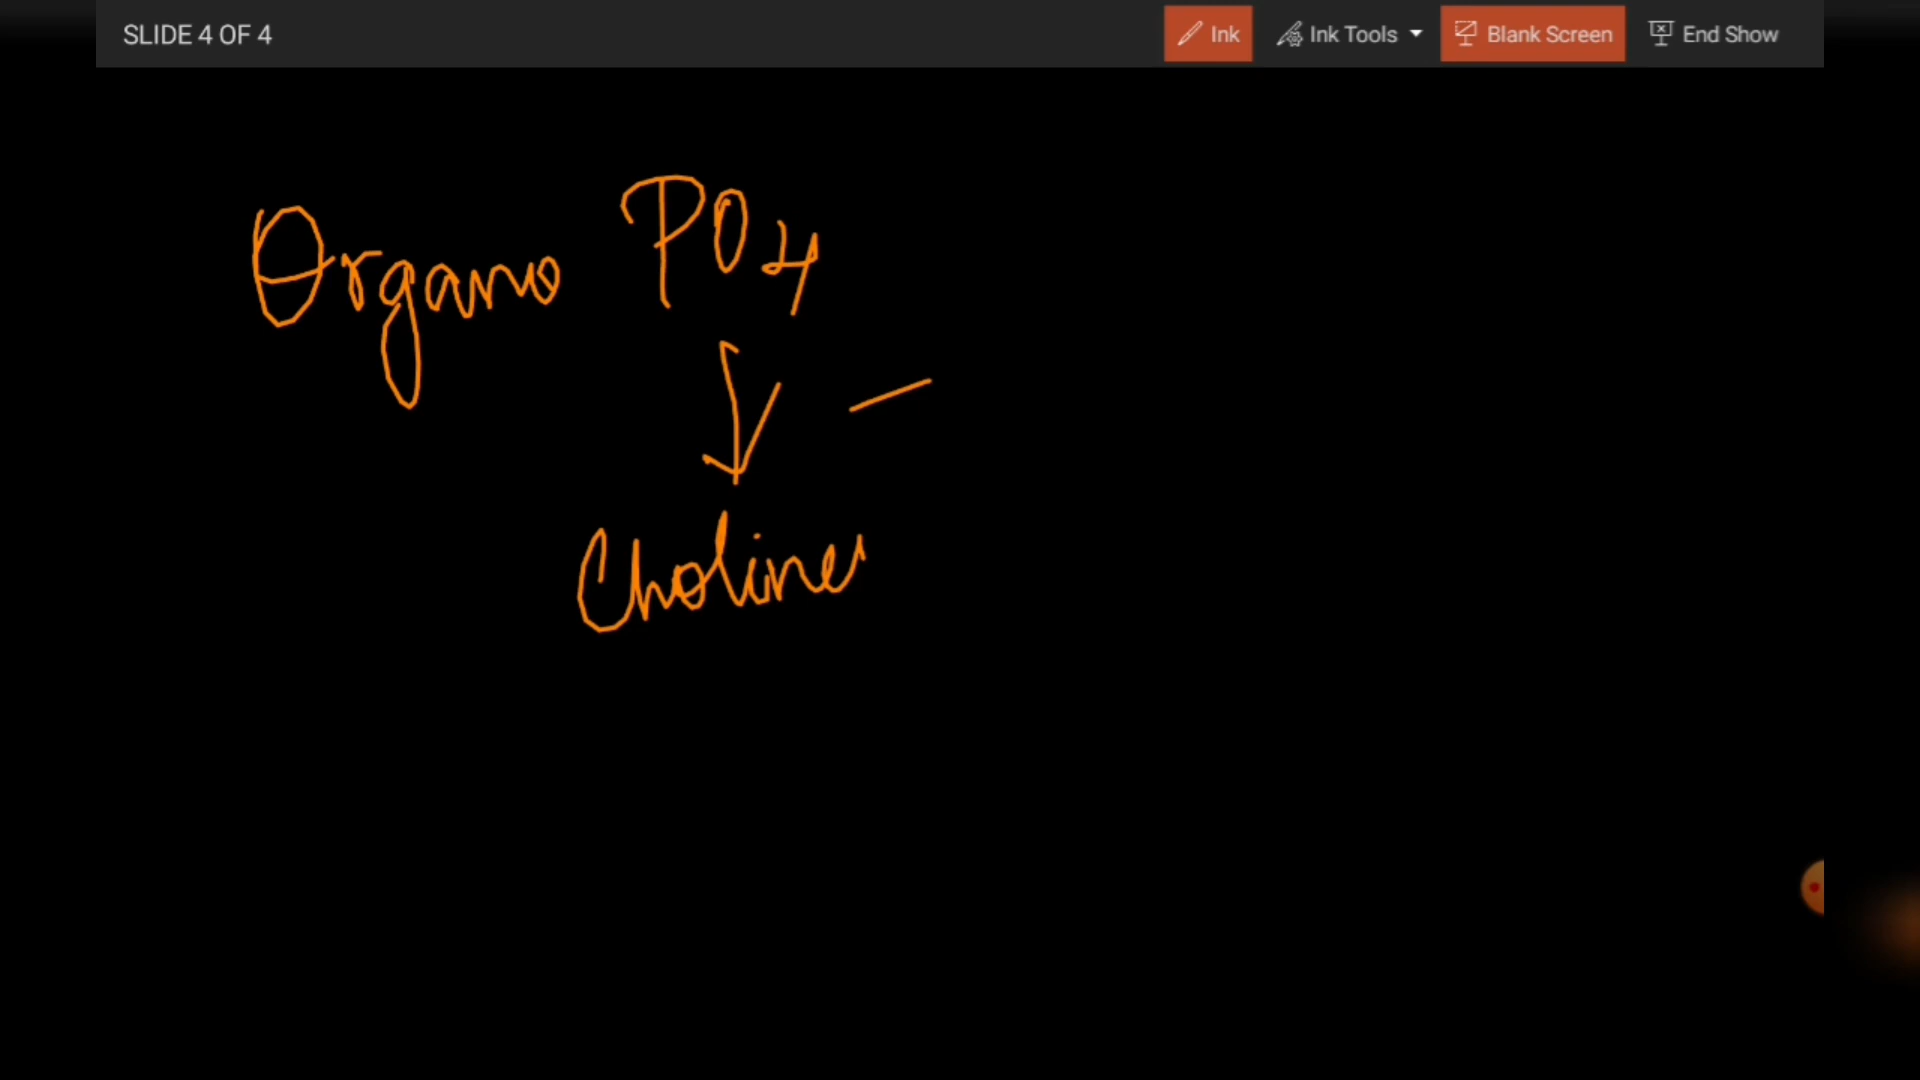 SLIDE 4 OF 4 Ink Ink Tools Blank Screen End Show
Organo PO4
Choline